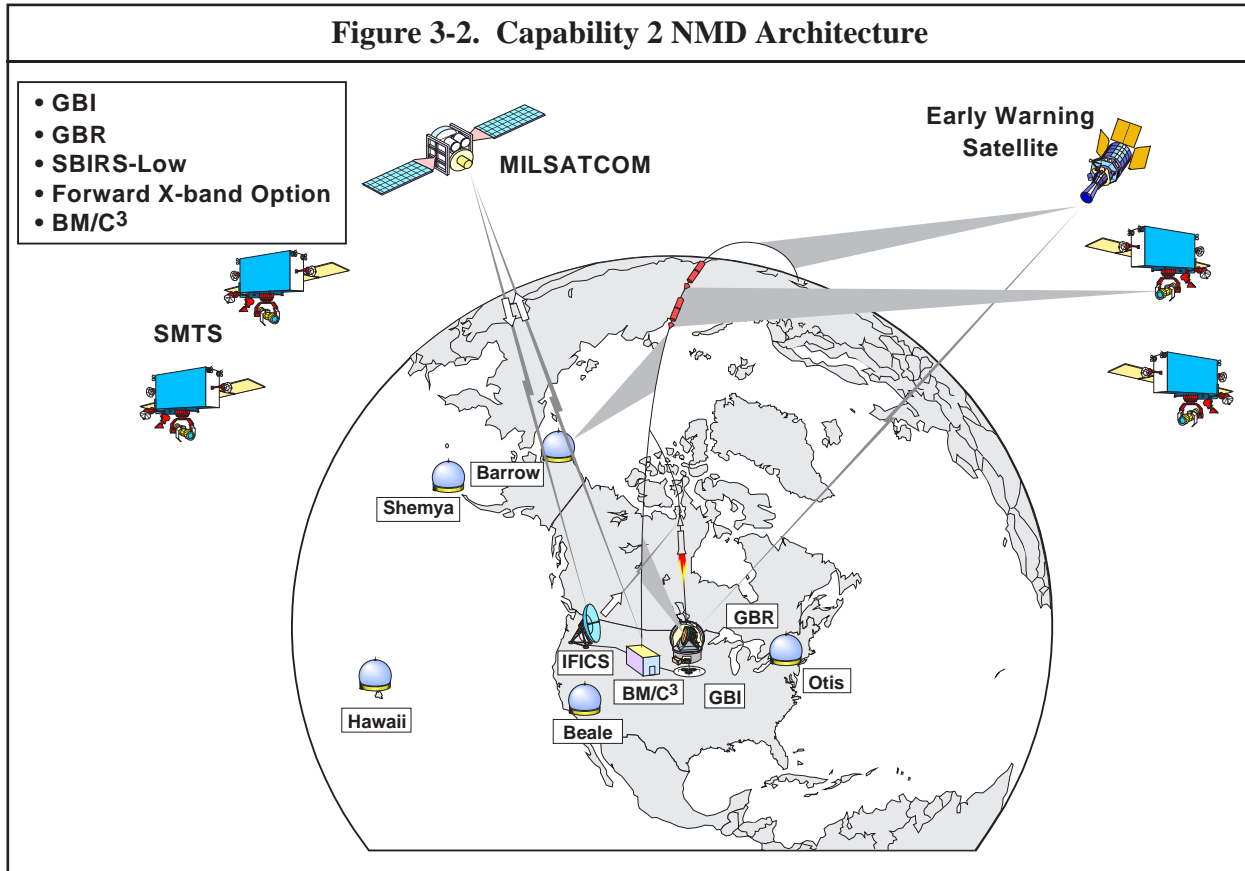 Figure 3-2. Capability 2 NMD Architecture
• GBI
• GBR
• SBIRS-Low
• Forward X-band Option
• BM/C³
MILSATCOM
Early Warning
Satellite
SMTS
Barrow
Shemya
GBR
IFICS
BM/C³
GBI
Otis
Hawaii
Beale